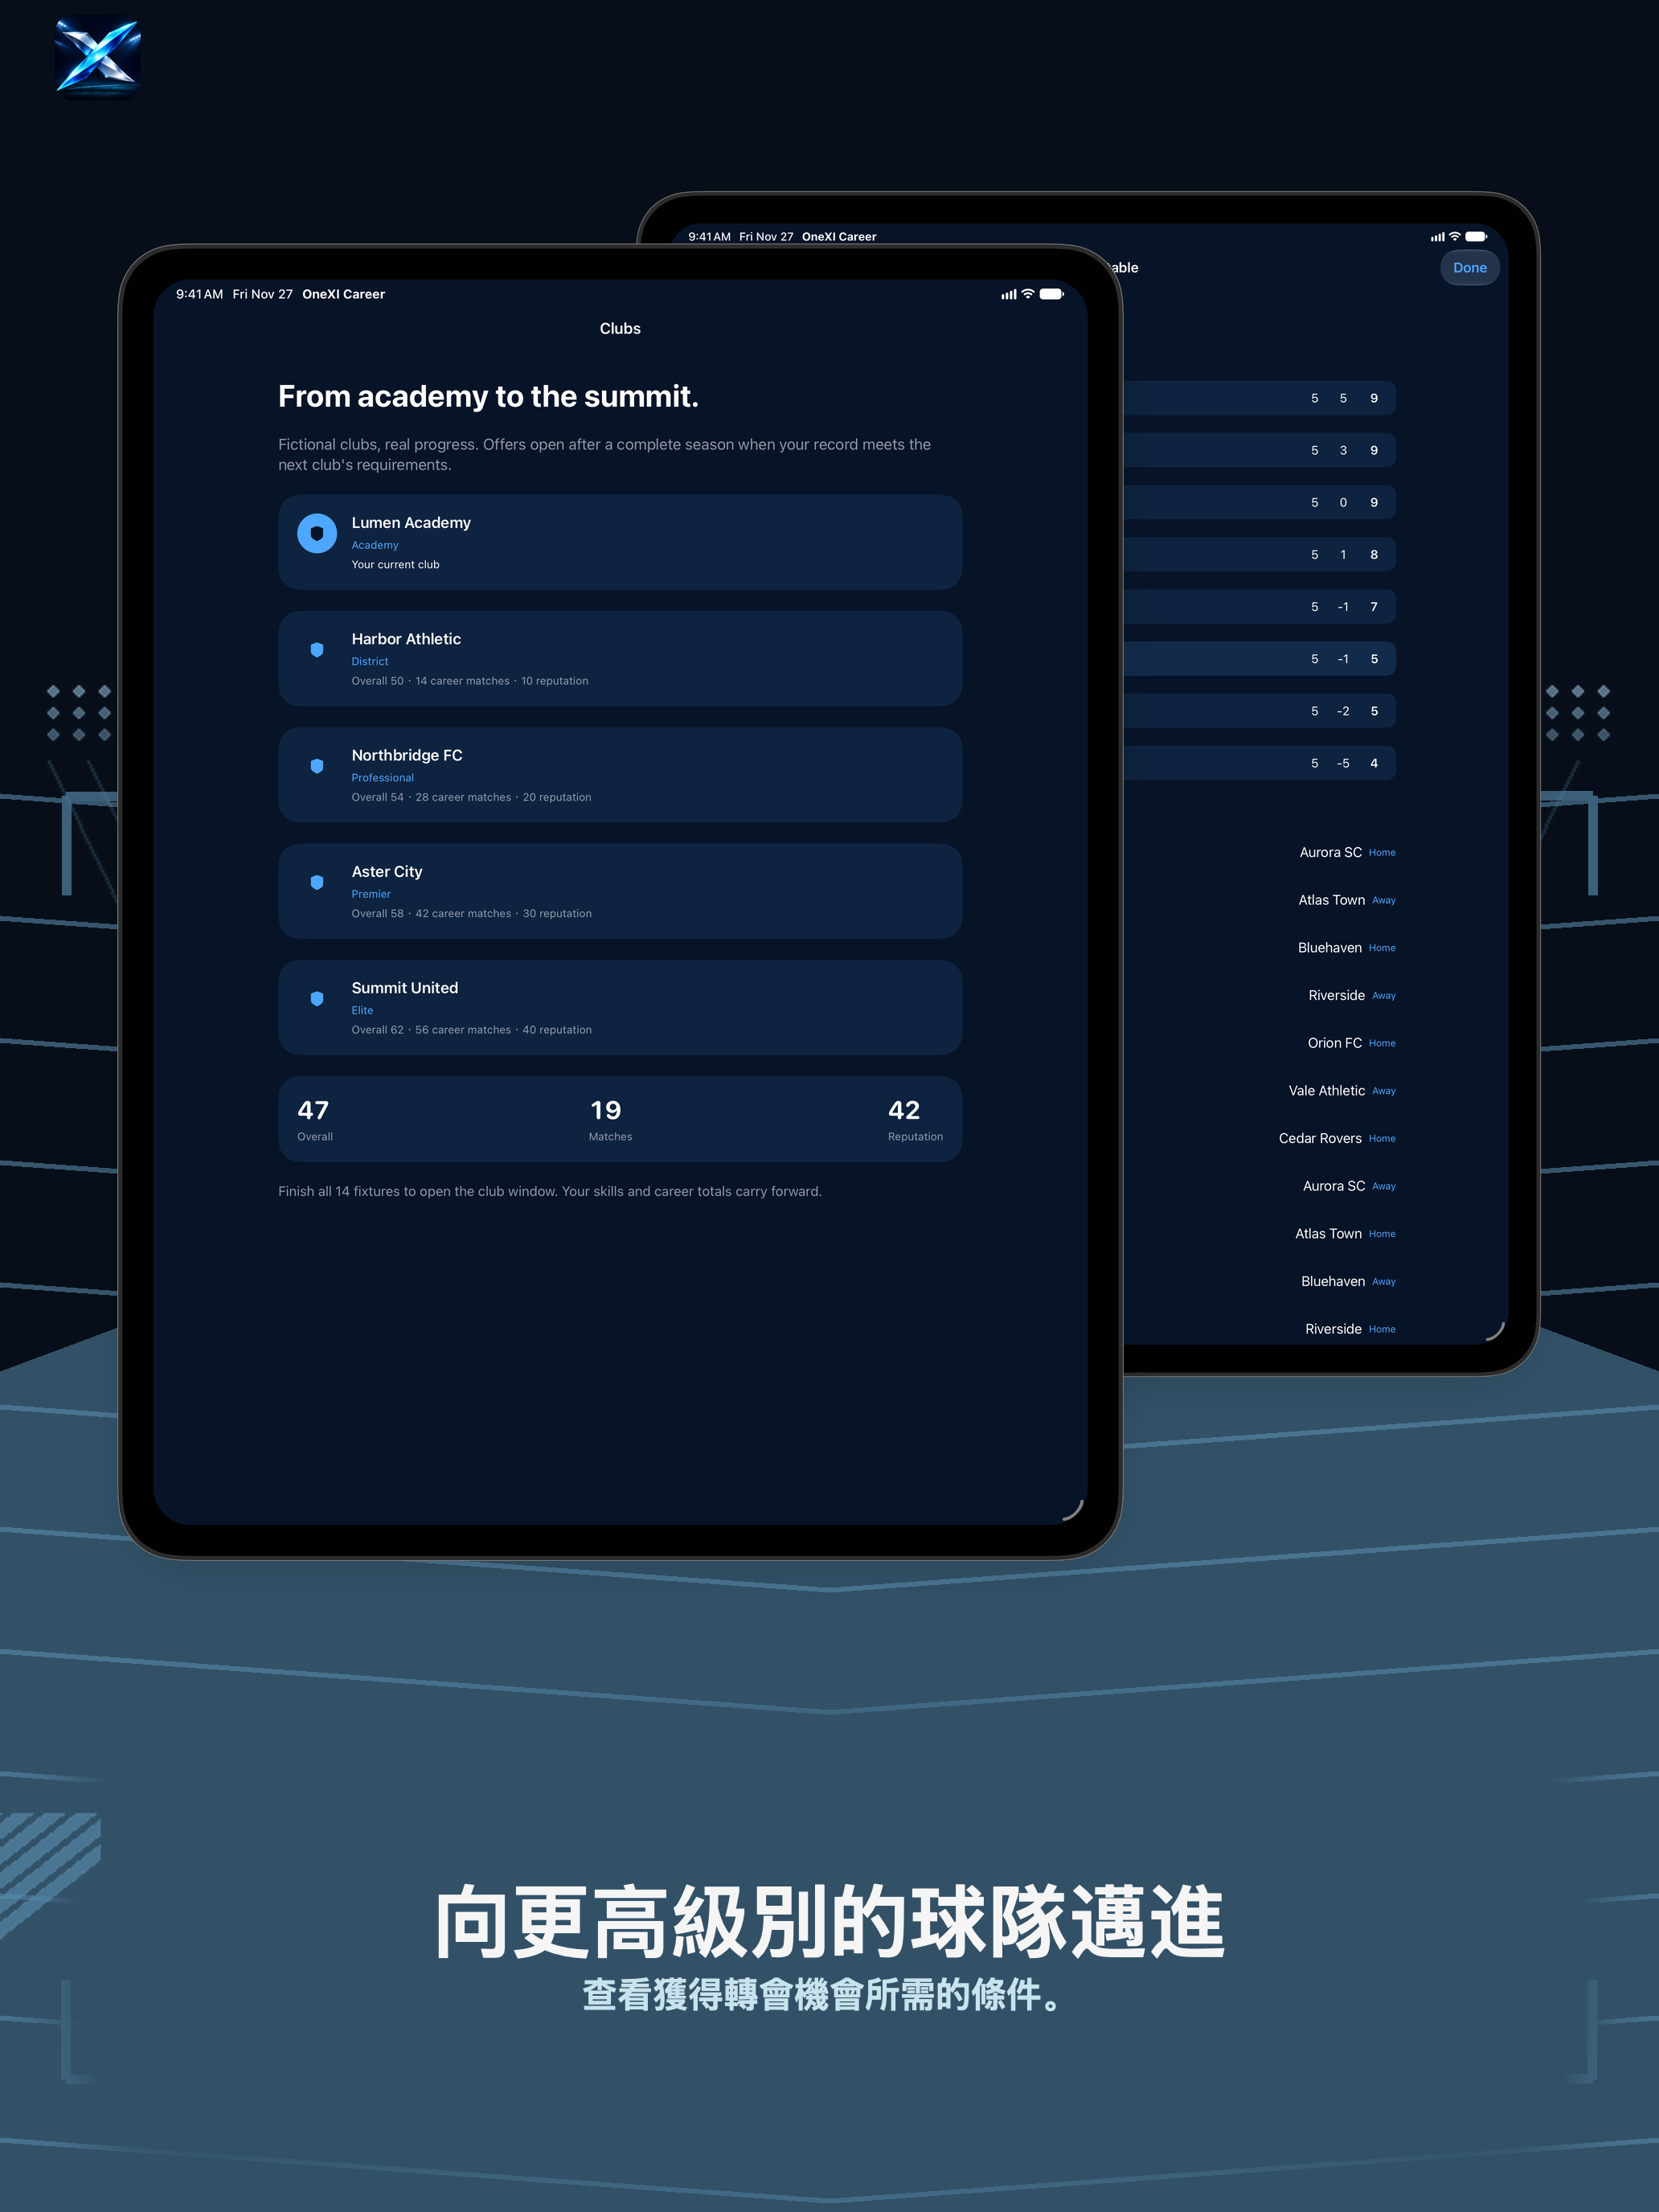 9:41 AM Fri Nov 27 OneXI Career
Done
5 5 9
5 3 9
5 0 9
5 1 8
5 -1 7
5 -1 5
5 -2 5
5 -5 4
Aurora SC Home
Atlas Town Away
Bluehaven Home
Riverside Away
Orion FC Home
Vale Athletic Away
Cedar Rovers Home
Aurora SC Away
Atlas Town Home
Bluehaven Away
Riverside Home
9:41 AM Fri Nov 27 OneXI Career
Clubs
From academy to the summit.
Fictional clubs, real progress. Offers open after a complete season when your record meets the
next club's requirements.
Lumen Academy
Academy
Your current club
Harbor Athletic
District
Overall 50 · 14 career matches · 10 reputation
Northbridge FC
Professional
Overall 54 · 28 career matches · 20 reputation
Aster City
Premier
Overall 58 · 42 career matches · 30 reputation
Summit United
Elite
Overall 62 · 56 career matches · 40 reputation
47 19 42
Overall Matches Reputation
Finish all 14 fixtures to open the club window. Your skills and career totals carry forward.
向更高級別的球隊邁進
查看獲得轉會機會所需的條件。